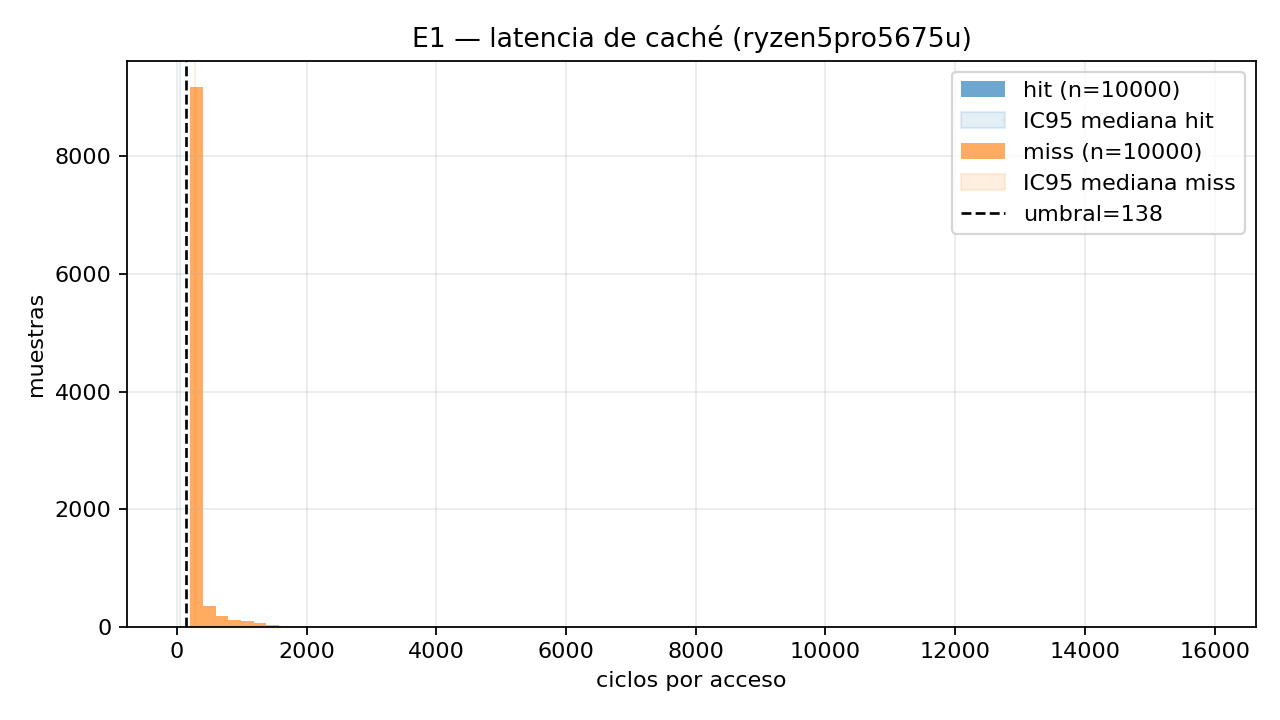 E1 — latencia de caché (ryzen5pro5675u)
hit (n=10000)
IC95 mediana hit
miss (n=10000)
IC95 mediana miss
umbral=138
muestras
8000
6000
4000
2000
0
0 2000 4000 6000 8000 10000 12000 14000 16000
ciclos por acceso